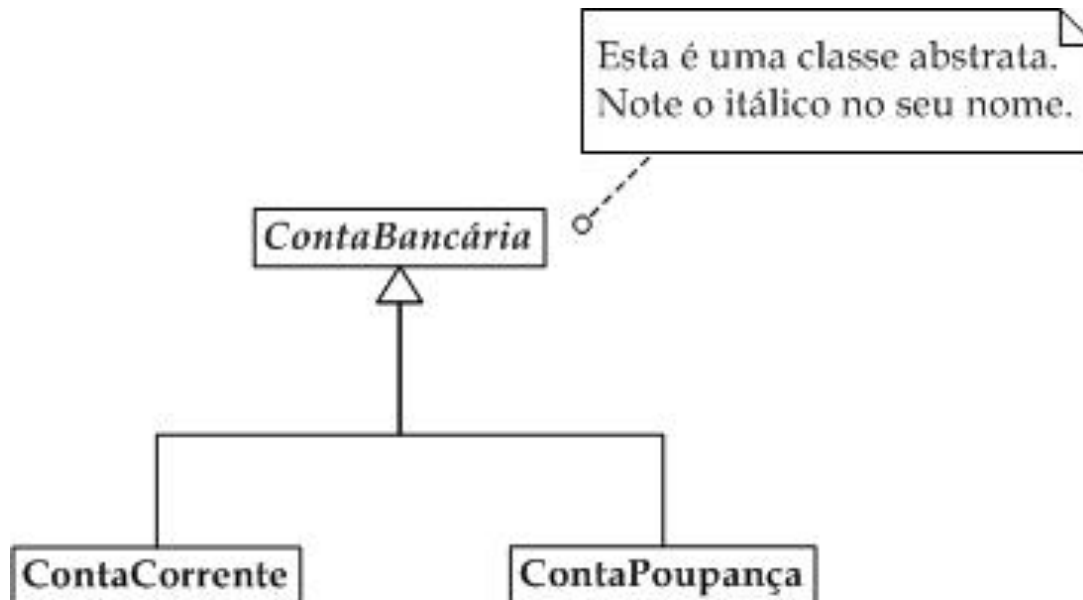 Esta é uma classe abstrata.
Note o itálico no seu nome.
ContaBancária
ContaCorrente
ContaPoupança